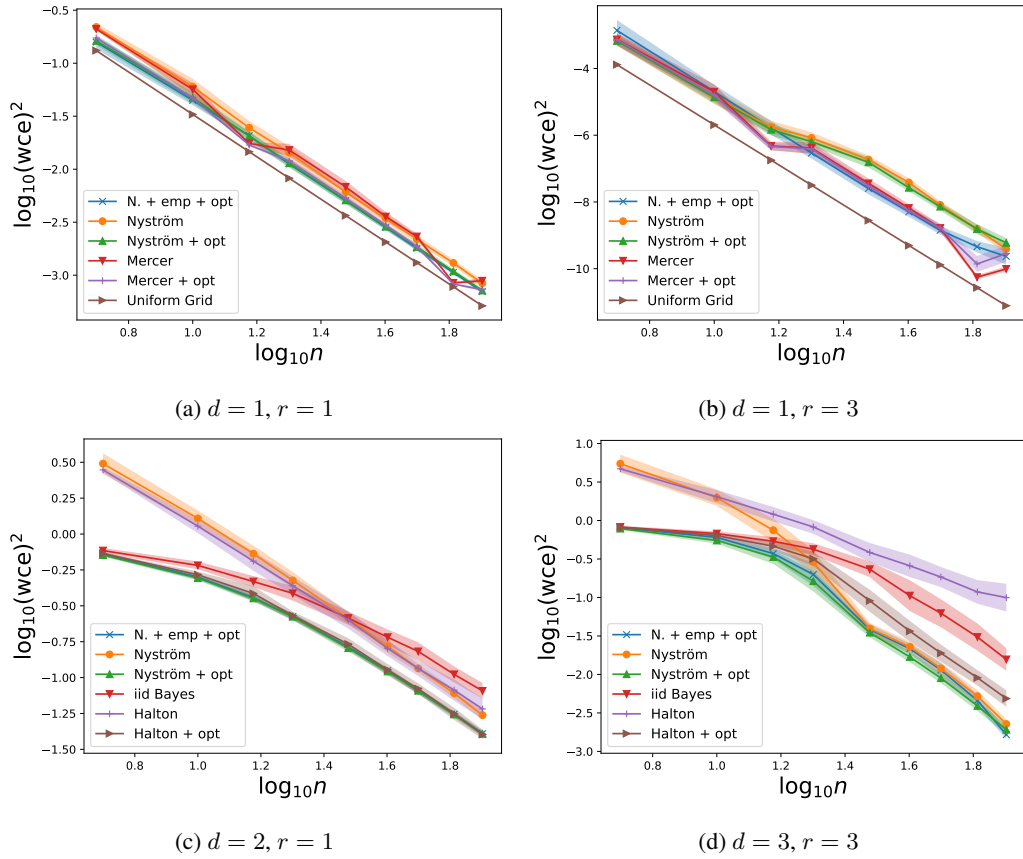 −0.5
−1.0
−1.5
−2.0
−2.5
−3.0
log₁₀(wce)²
N. + emp + opt
Nyström
Nyström + opt
Mercer
Mercer + opt
Uniform Grid
0.8 1.0 1.2 1.4 1.6 1.8
log₁₀n
(a) d = 1, r = 1
−4
−6
−8
−10
log₁₀(wce)²
N. + emp + opt
Nyström
Nyström + opt
Mercer
Mercer + opt
Uniform Grid
0.8 1.0 1.2 1.4 1.6 1.8
log₁₀n
(b) d = 1, r = 3
0.50
0.25
0.00
−0.25
−0.50
−0.75
−1.00
−1.25
−1.50
log₁₀(wce)²
N. + emp + opt
Nyström
Nyström + opt
iid Bayes
Halton
Halton + opt
0.8 1.0 1.2 1.4 1.6 1.8
log₁₀n
(c) d = 2, r = 1
1.0
0.5
0.0
−0.5
−1.0
−1.5
−2.0
−2.5
−3.0
log₁₀(wce)²
N. + emp + opt
Nyström
Nyström + opt
iid Bayes
Halton
Halton + opt
0.8 1.0 1.2 1.4 1.6 1.8
log₁₀n
(d) d = 3, r = 3